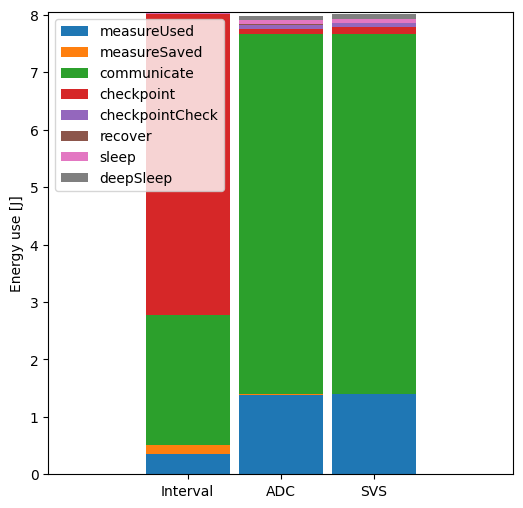 8
7
6
5
4
3
2
1
0
Energy use [J]
measureUsed
measureSaved
communicate
checkpoint
checkpointCheck
recover
sleep
deepSleep
Interval ADC SVS